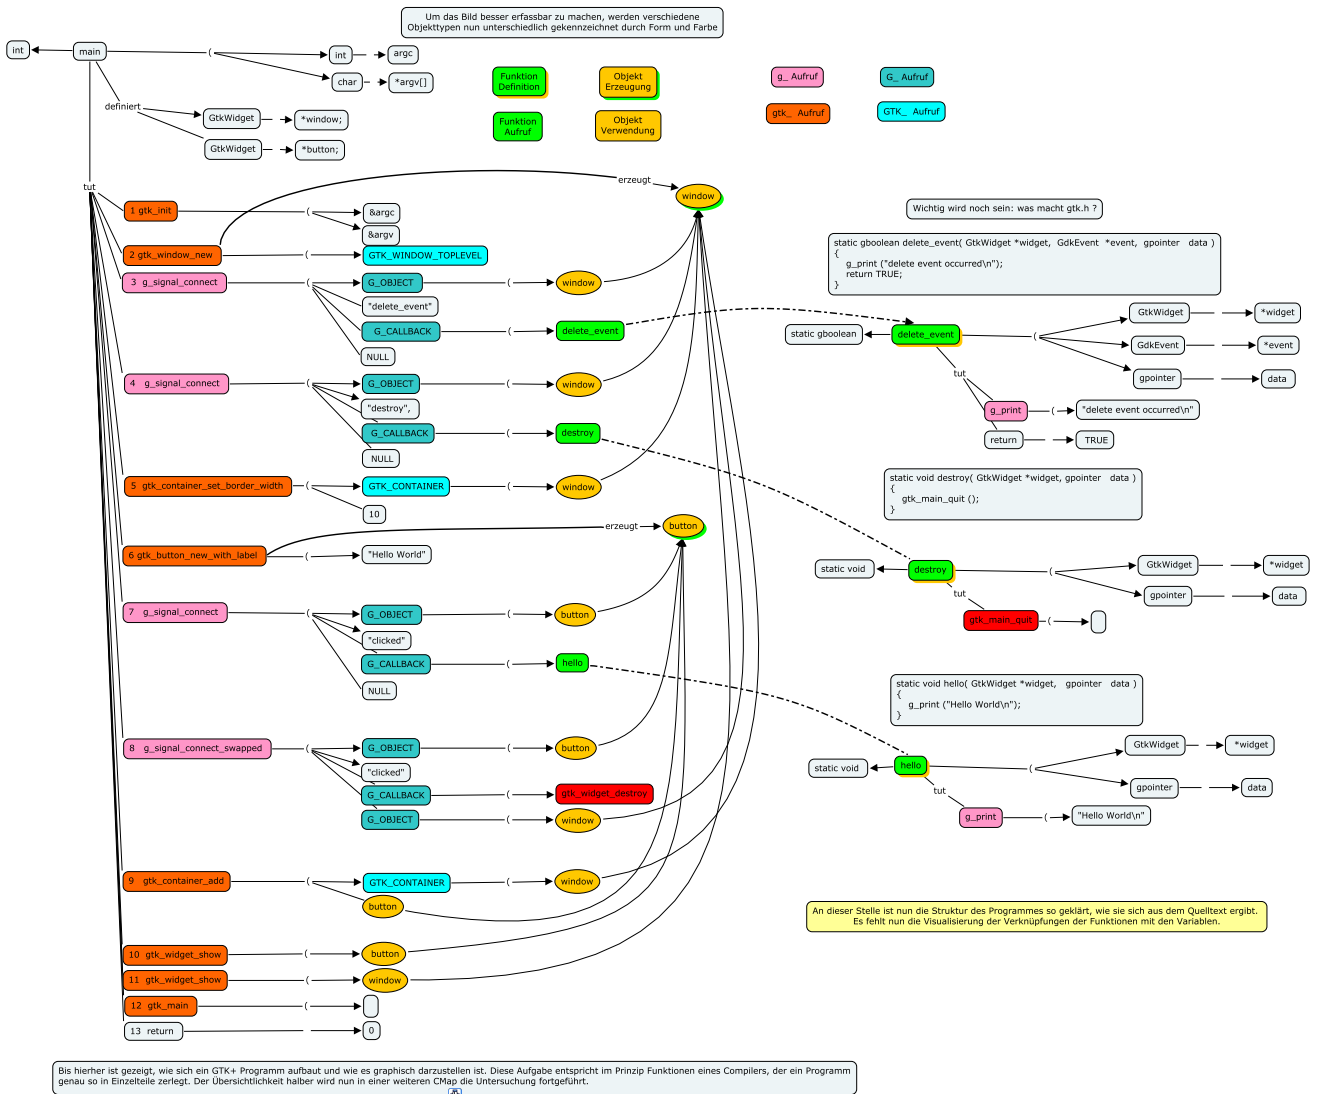 Um das Bild besser erfassbar zu machen, werden verschiedene
Objekttypen nun unterschiedlich gekennzeichnet durch Form und Farbe
int
main
(
int
argc
char
*argv[]
definiert
GtkWidget
*window;
GtkWidget
*button;
Funktion
Definition
Objekt
Erzeugung
g_ Aufruf
G_ Aufruf
Funktion
Aufruf
Objekt
Verwendung
gtk_ Aufruf
GTK_ Aufruf
tut
erzeugt
window
1 gtk_init
(
&argc
&argv
2 gtk_window_new
(
GTK_WINDOW_TOPLEVEL
3 g_signal_connect
(
G_OBJECT
(
window
"delete_event"
G_CALLBACK
(
delete_event
NULL
4 g_signal_connect
(
G_OBJECT
(
window
"destroy",
G_CALLBACK
(
destroy
NULL
5 gtk_container_set_border_width
(
GTK_CONTAINER
(
window
10
erzeugt
button
6 gtk_button_new_with_label
(
"Hello World"
7 g_signal_connect
(
G_OBJECT
(
button
"clicked"
G_CALLBACK
(
hello
NULL
8 g_signal_connect_swapped
(
G_OBJECT
(
button
"clicked"
G_CALLBACK
(
gtk_widget_destroy
G_OBJECT
(
window
9 gtk_container_add
(
GTK_CONTAINER
(
window
button
10 gtk_widget_show
(
button
11 gtk_widget_show
(
window
12 gtk_main
(
13 return
0
Wichtig wird noch sein: was macht gtk.h ?
static gboolean delete_event( GtkWidget *widget, GdkEvent *event, gpointer data )
{
g_print ("delete event occurred\n");
return TRUE;
}
static gboolean
delete_event
(
GtkWidget
*widget
GdkEvent
*event
gpointer
data
tut
g_print
(
"delete event occurred\n"
return
TRUE
static void destroy( GtkWidget *widget, gpointer data )
{
gtk_main_quit ();
}
static void
destroy
(
GtkWidget
*widget
gpointer
data
tut
gtk_main_quit
(
static void hello( GtkWidget *widget, gpointer data )
{
g_print ("Hello World\n");
}
static void
hello
(
GtkWidget
*widget
gpointer
data
tut
g_print
(
"Hello World\n"
An dieser Stelle ist nun die Struktur des Programmes so geklärt, wie sie sich aus dem Quelltext ergibt.
Es fehlt nun die Visualisierung der Verknüpfungen der Funktionen mit den Variablen.
Bis hierher ist gezeigt, wie sich ein GTK+ Programm aufbaut und wie es graphisch darzustellen ist. Diese Aufgabe entspricht im Prinzip Funktionen eines Compilers, der ein Programm
genau so in Einzelteile zerlegt. Der Übersichtlichkeit halber wird nun in einer weiteren CMap die Untersuchung fortgeführt.